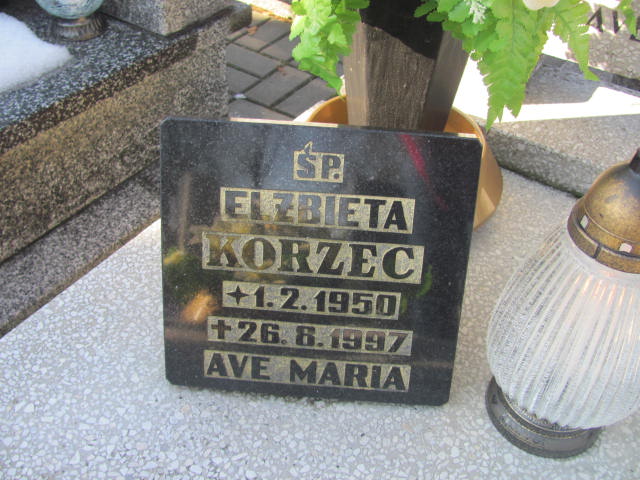 ŚP.
ELŻBIETA
KORZEC
1.2.1950
26.8.1997
AVE MARIA